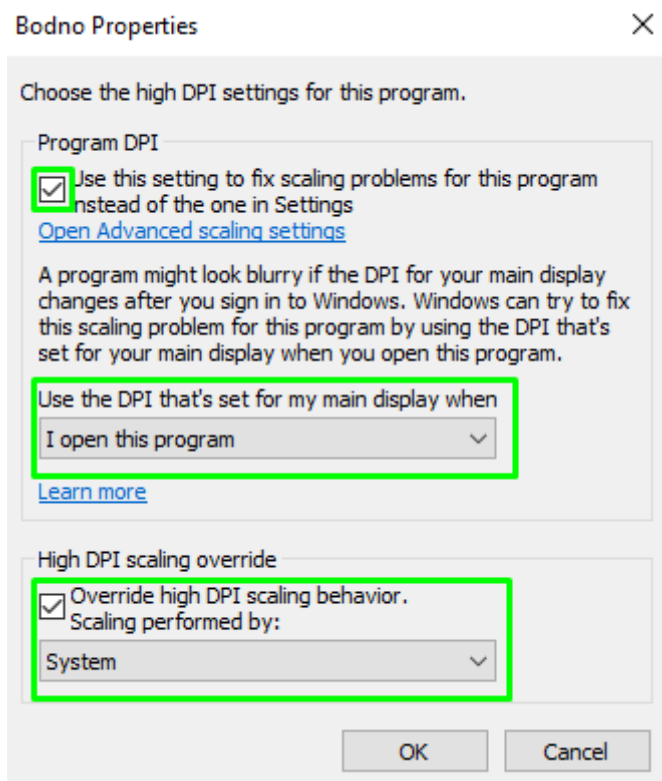 Bodno Properties
Choose the high DPI settings for this program.
Program DPI
Use this setting to fix scaling problems for this program
instead of the one in Settings
Open Advanced scaling settings
A program might look blurry if the DPI for your main display
changes after you sign in to Windows. Windows can try to fix
this scaling problem for this program by using the DPI that's
set for your main display when you open this program.
Use the DPI that's set for my main display when
I open this program
Learn more
High DPI scaling override
Override high DPI scaling behavior.
Scaling performed by:
System
OK
Cancel